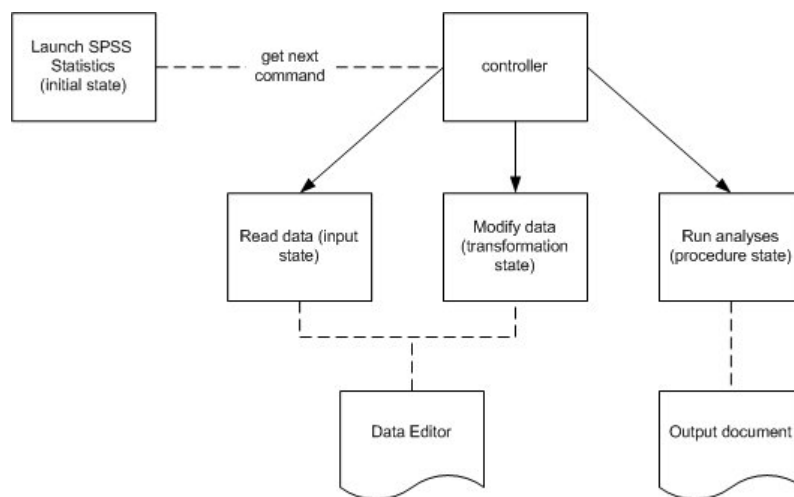 Launch SPSS
Statistics
(initial state)
get next
command
controller
Read data (input
state)
Modify data
(transformation
state)
Run analyses
(procedure state)
Data Editor
Output document